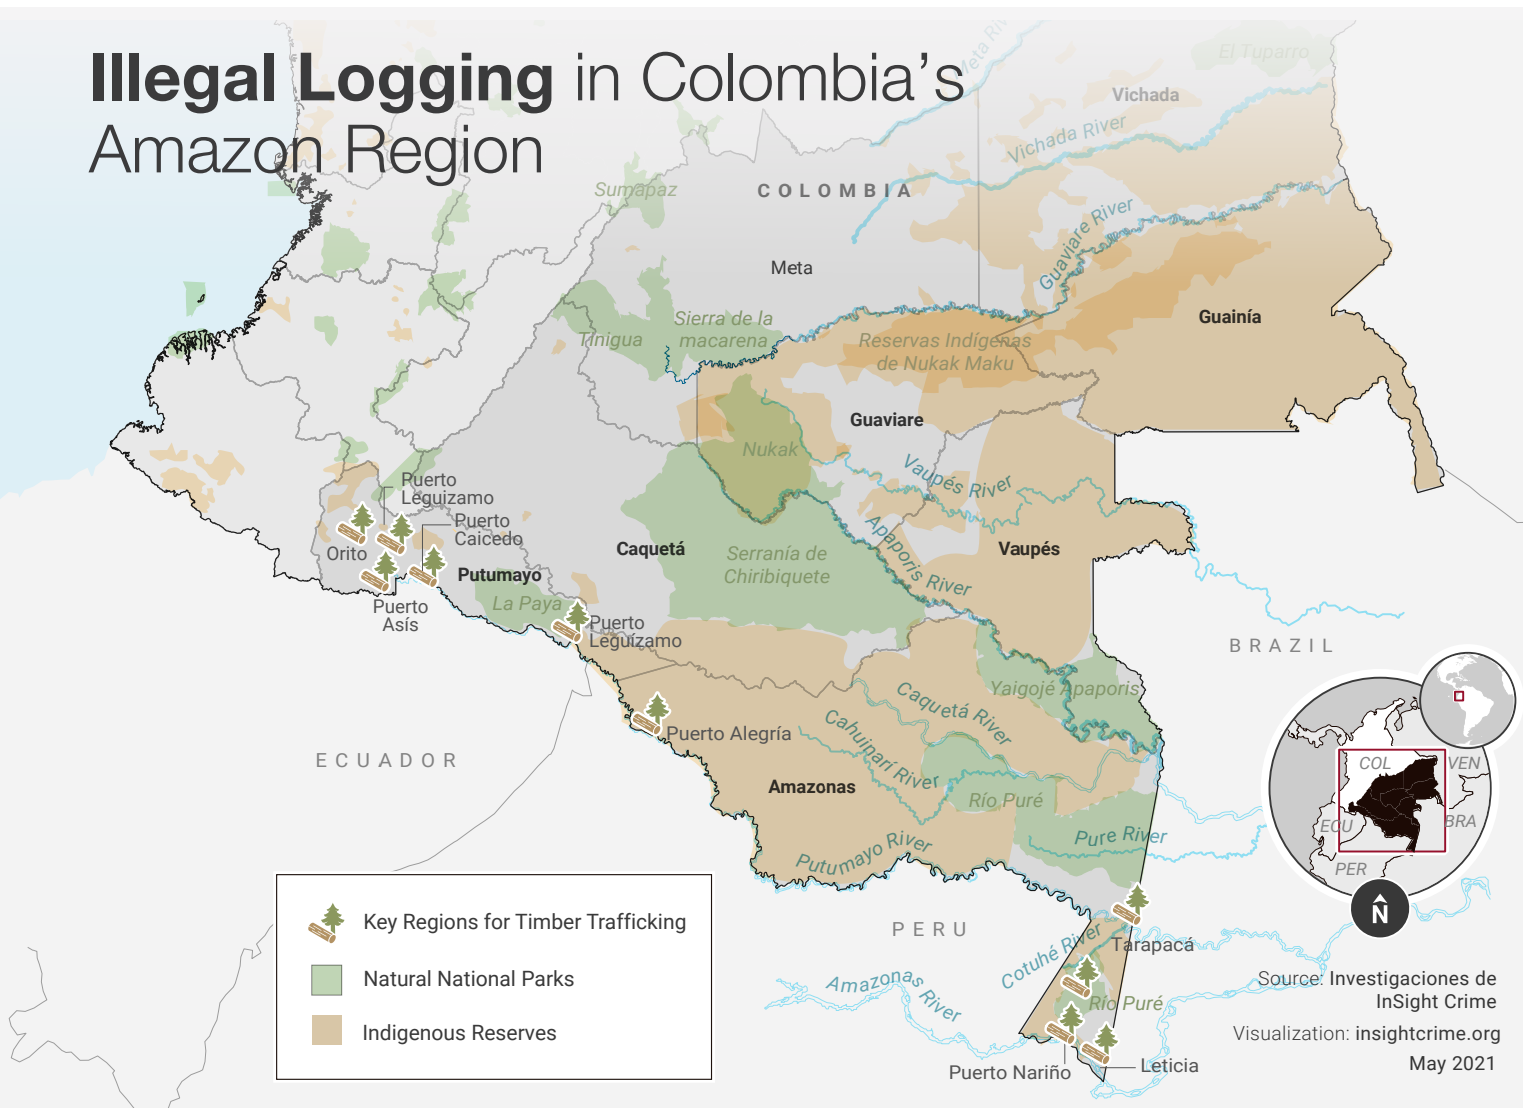 Illegal Logging in Colombia's
Amazon Region
El Tuparro
Meta Riv
Vichada
Vichada River
Sumapaz
COLOMBIA
Guaviare River
Meta
Guainía
Sierra de la
macarena
Tinigua
Reservas Indígenas
de Nukak Maku
Guaviare
Nukak
Vaupés River
Puerto
Leguizamo
Puerto
Caicedo
Orito
Apaporis River
Caquetá
Vaupés
Serranía de
Chiribiquete
Putumayo
La Paya
Puerto
Asís
Puerto
Leguízamo
BRAZIL
Yaigojé Apaporis
Caquetá River
Cahuinarí River
Puerto Alegría
ECUADOR
Amazonas
Río Puré
Pure River
Putumayo River
COL
VEN
ECU
BRA
PER
N
PERU
Tarapacá
Cotuhé River
Amazonas River
Río Puré
Puerto Nariño
Leticia
Key Regions for Timber Trafficking
Natural National Parks
Indigenous Reserves
Source: Investigaciones de
InSight Crime
Visualization: insightcrime.org
May 2021